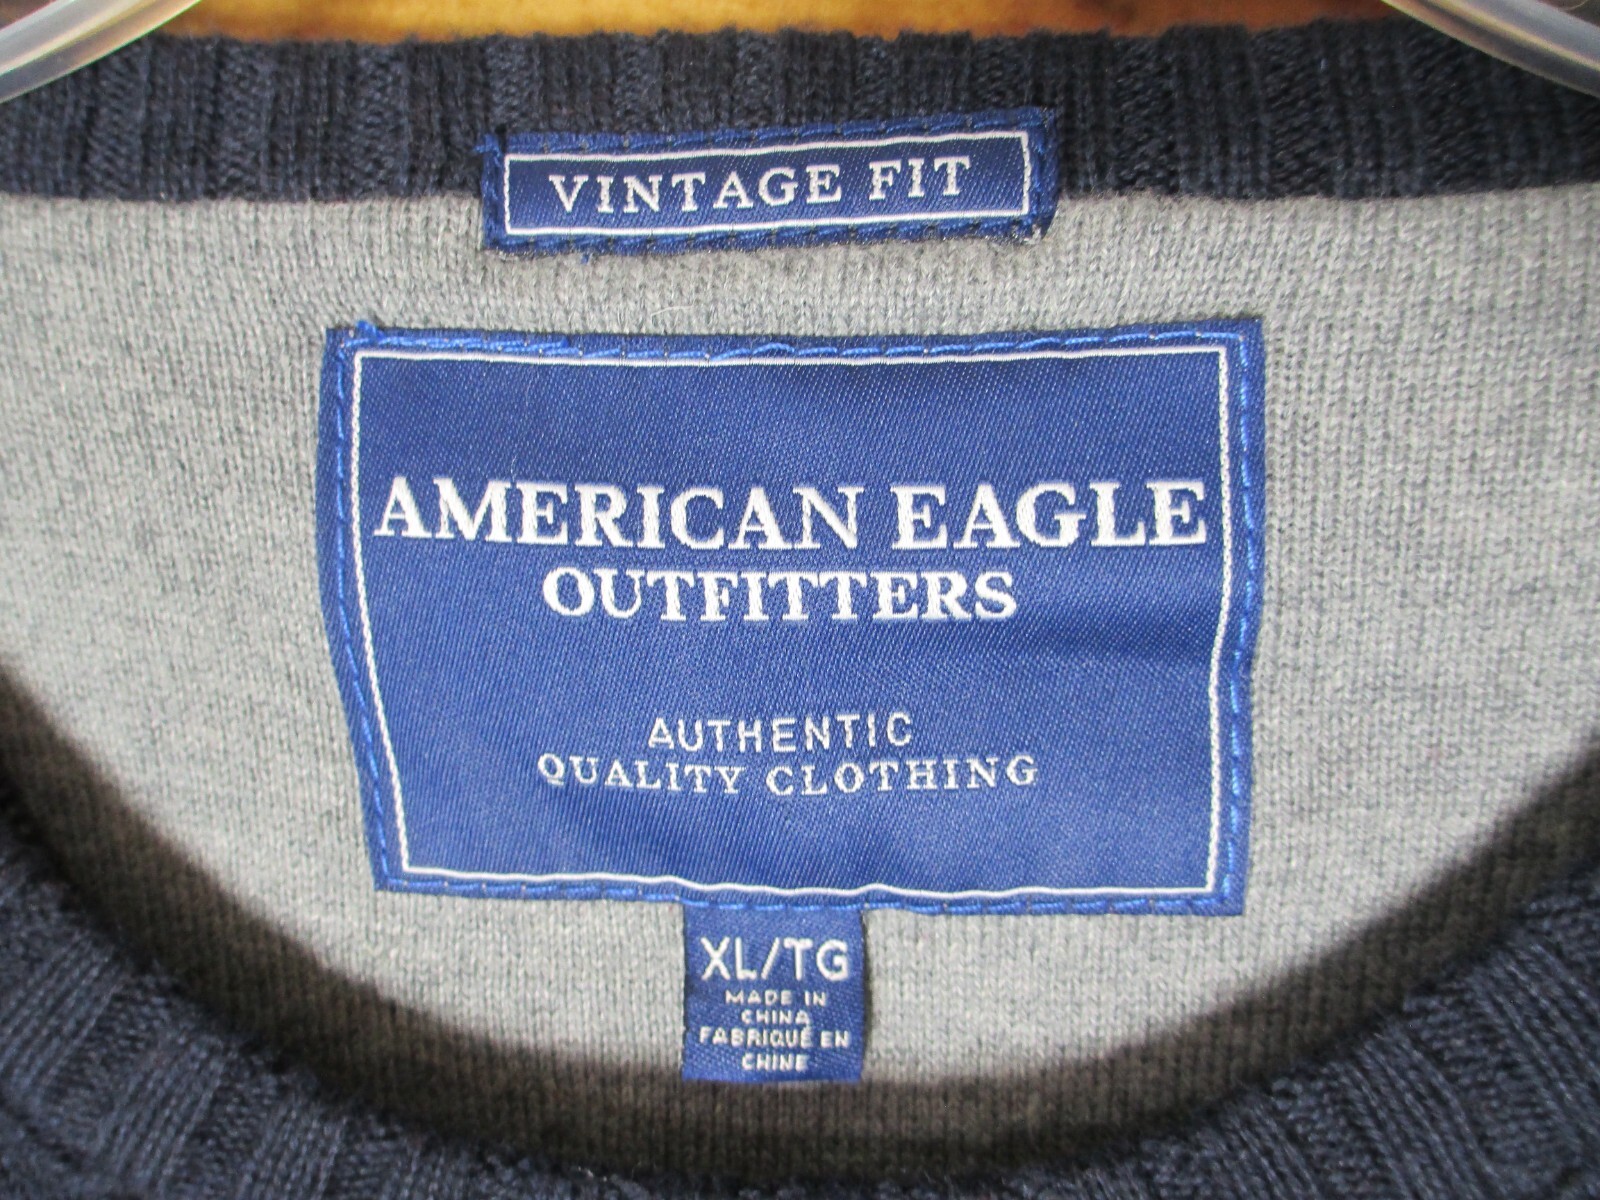 VINTAGE FIT
AMERICAN EAGLE
OUTFITTERS
AUTHENTIC
QUALITY CLOTHING
XL/TG
MADE IN
CHINA
FABRIQUÉ EN
CHINE